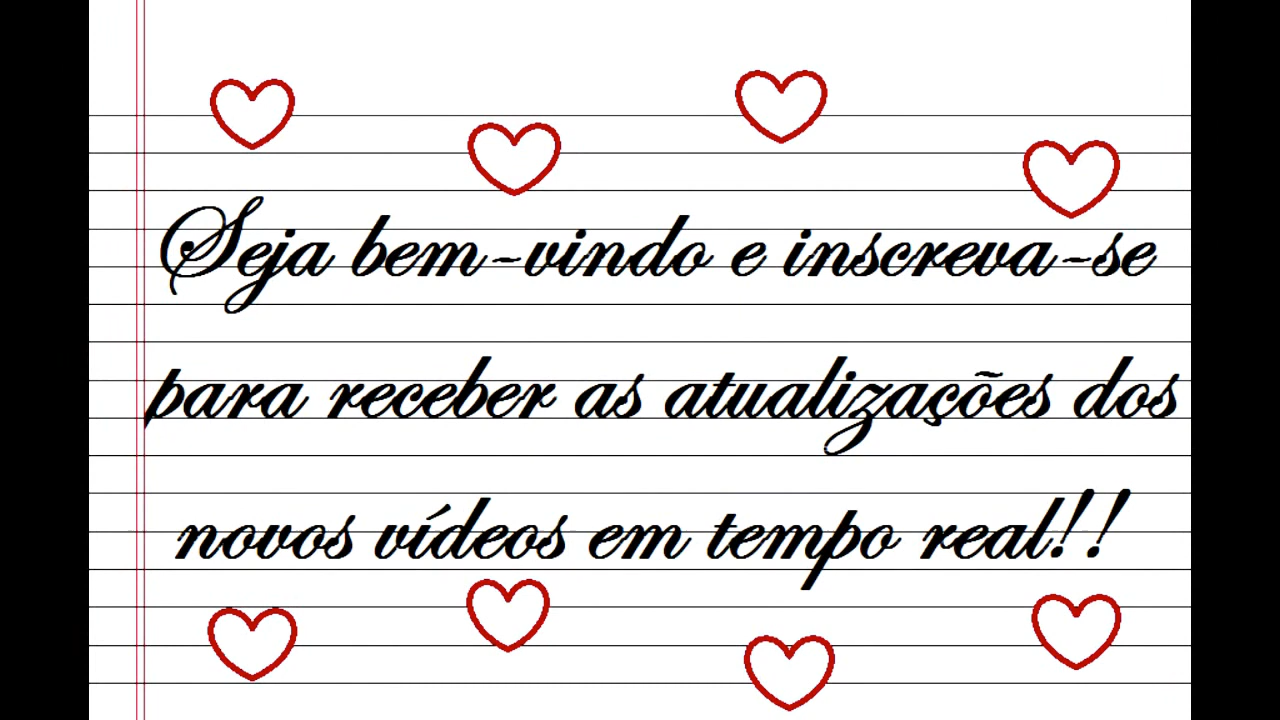 Seja bem-vindo e inscreva-se
para receber as atualizações dos
novos vídeos em tempo real!!